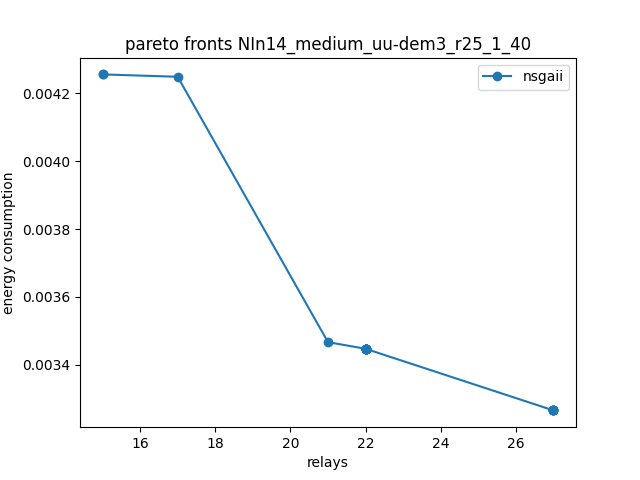 pareto fronts NIn14_medium_uu-dem3_r25_1_40
nsgaii
0.0042
0.0040
0.0038
0.0036
0.0034
energy consumption
16 18 20 22 24 26
relays